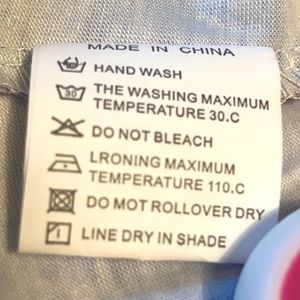 MADE IN CHINA
HAND WASH
30
THE WASHING MAXIMUM
TEMPERATURE 30.C
DO NOT BLEACH
LRONING MAXIMUM
TEMPERATURE 110.C
DO MOT ROLLOVER DRY
LINE DRY IN SHADE